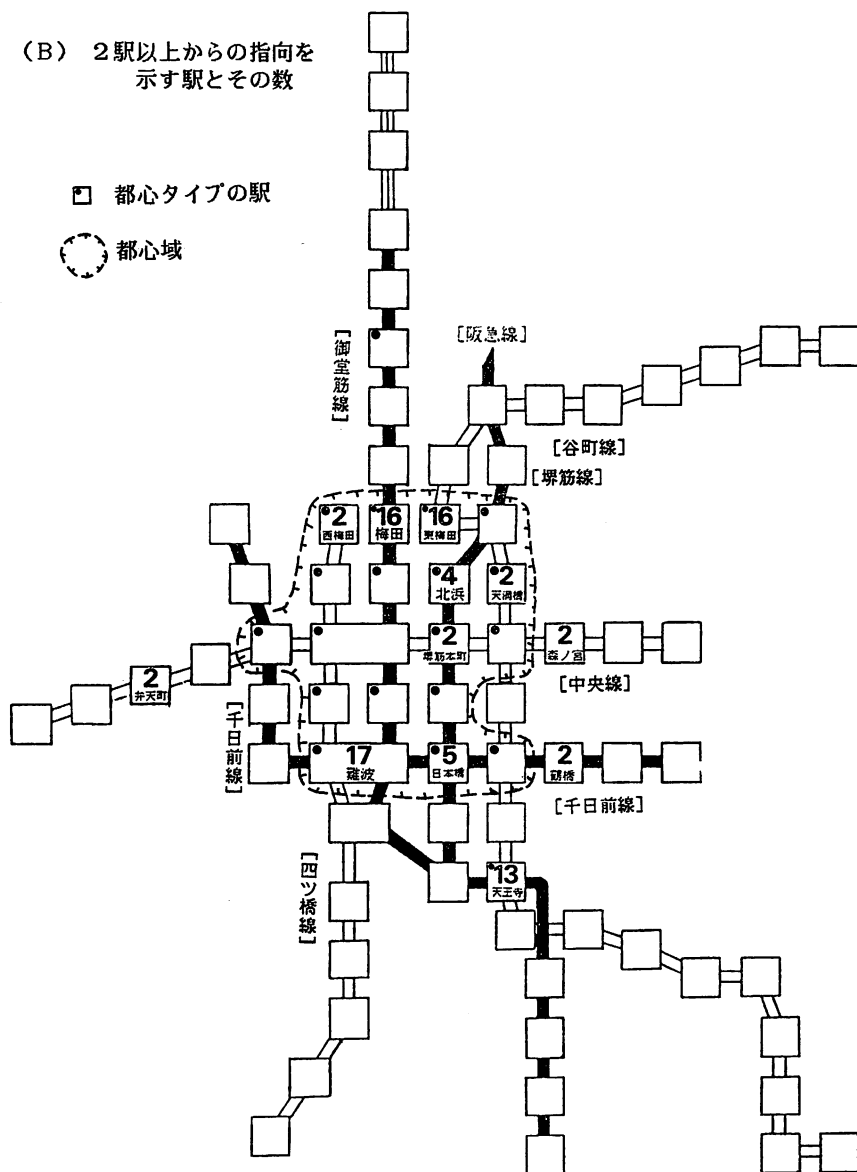 (B) 2駅以上からの指向を
示す駅とその数
都心タイプの駅
都心域
[御堂筋線]
[阪急線]
[谷町線]
[堺筋線]
2
西梅田
16
梅田
16
東梅田
4
北浜
2
天満橋
2
堺筋本町
2
森ノ宮
2
弁天町
[中央線]
[千日前線]
17
難波
5
日本橋
2
鶴橋
[千日前線]
[四ツ橋線]
13
天王寺